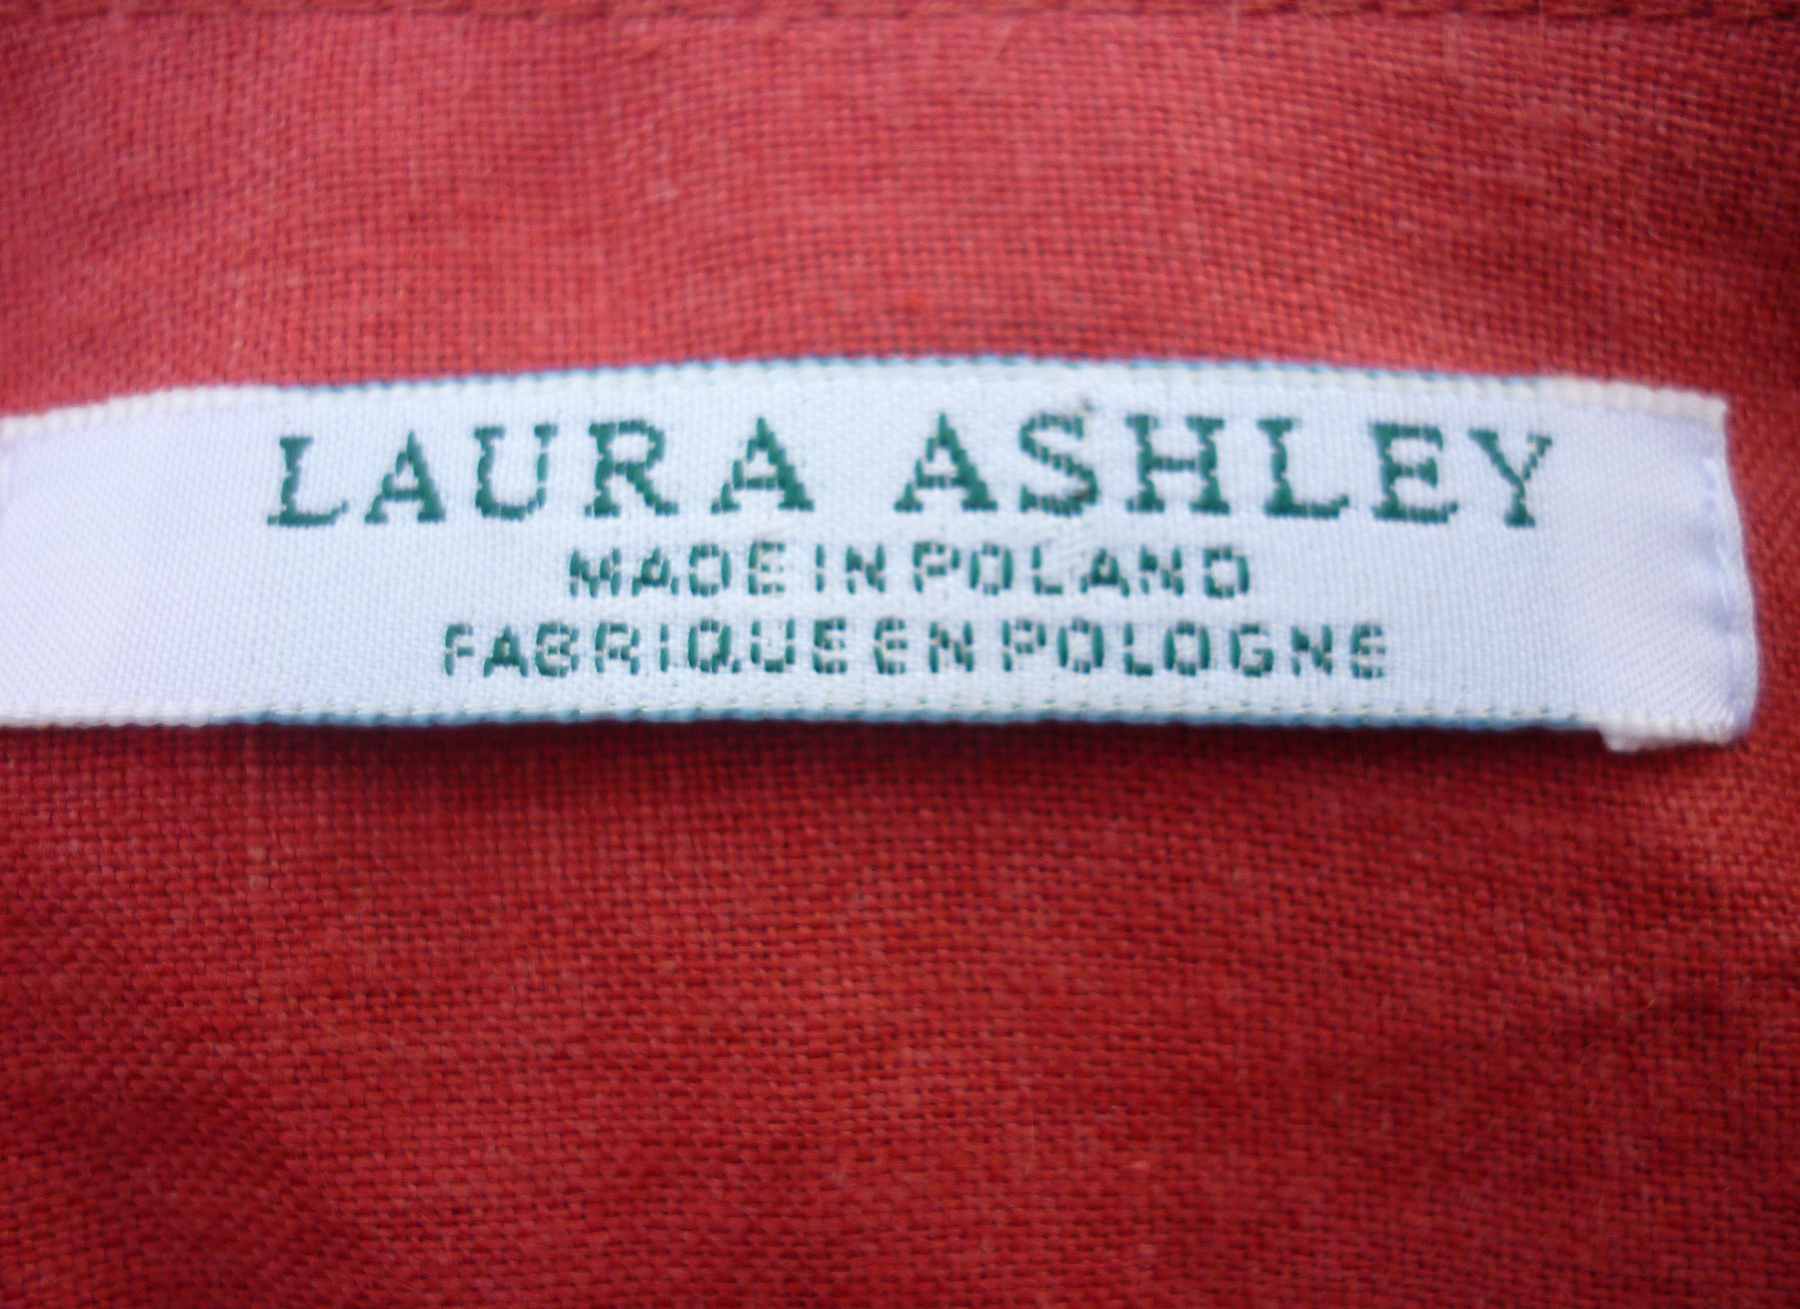 LAURA ASHLEY
MADE IN POLAND
FABRIQUE EN POLOGNE